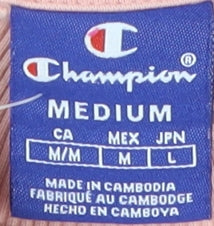 Champion®
MEDIUM
CA MEX JPN
M/M M L
MADE IN CAMBODIA
FABRIQUÉ AU CAMBODGE
HECHO EN CAMBOYA